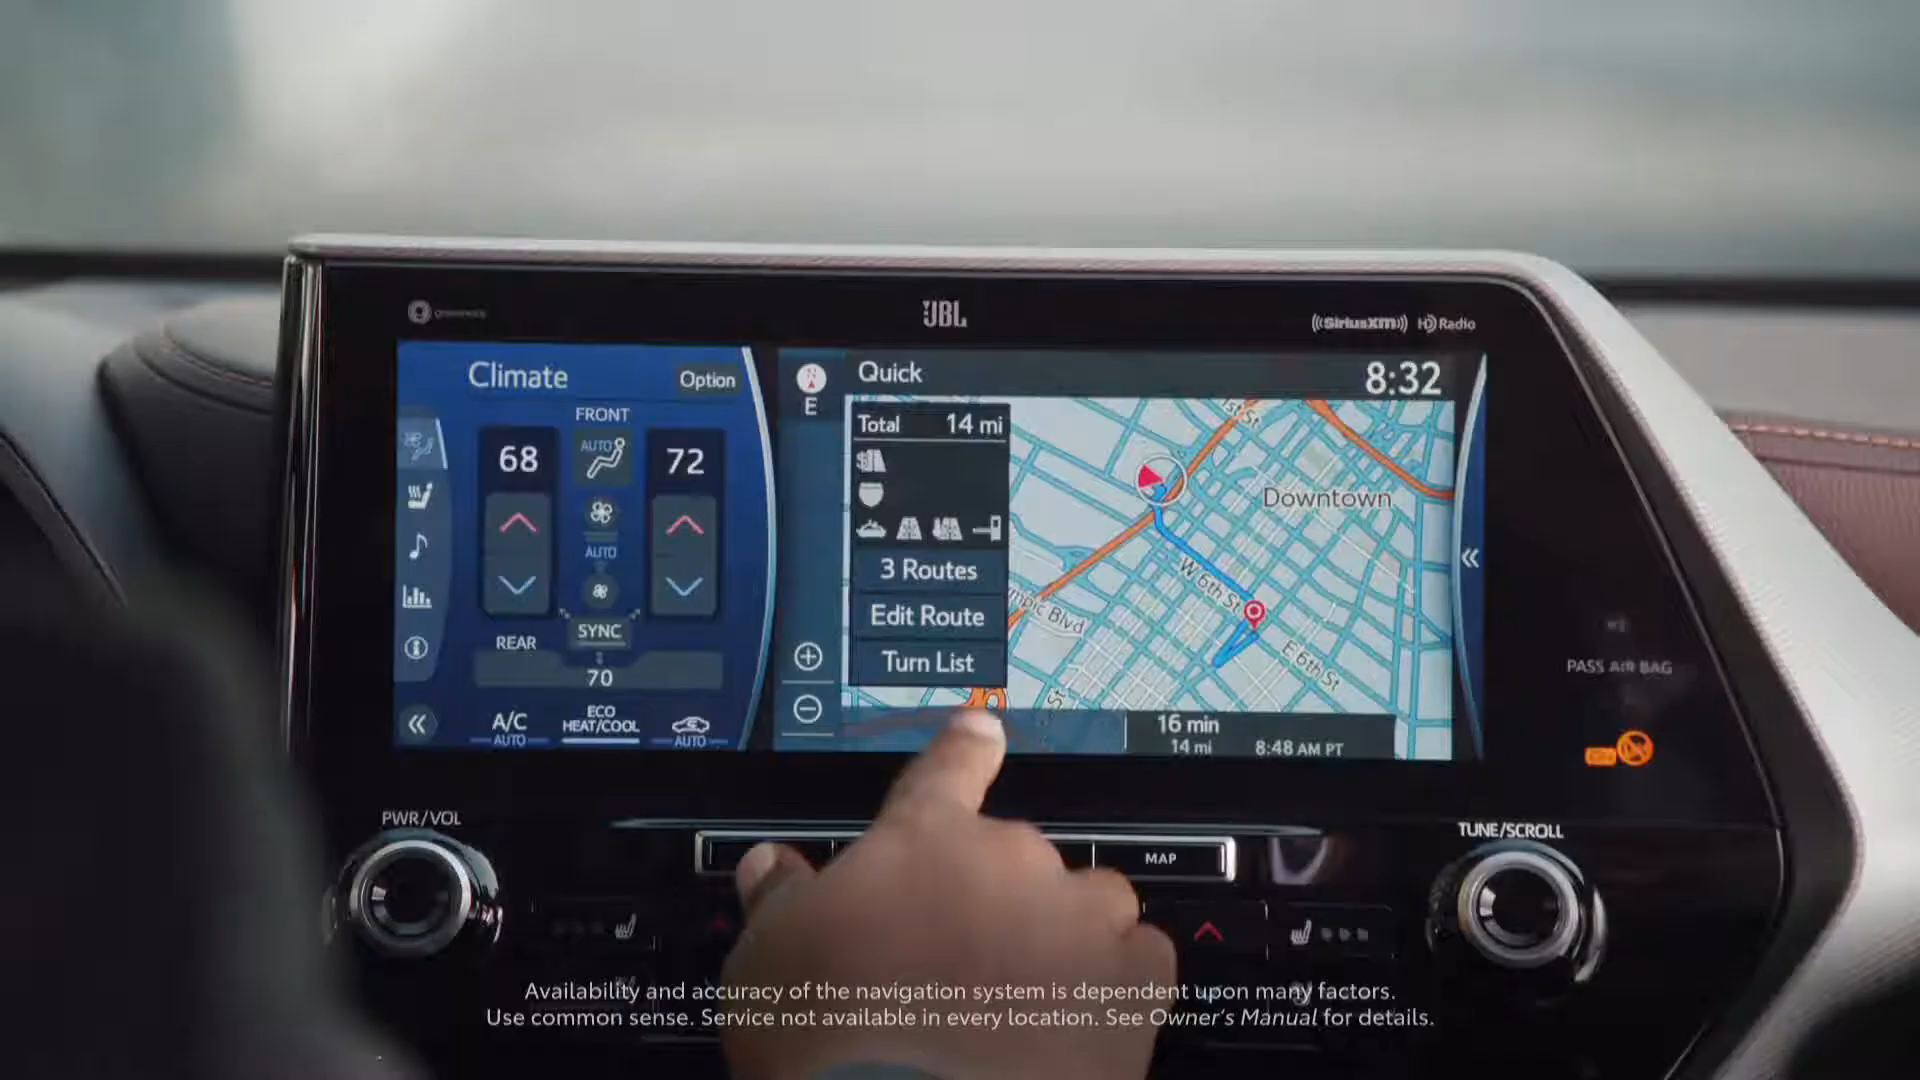 JBL
((SiriusXM)) HD Radio
Climate
Option
FRONT
68
AUTO
72
AUTO
SYNC
REAR
70
A/C
AUTO
ECO
HEAT/COOL
AUTO
N
E
Quick
8:32
Total 14 mi
3 Routes
Edit Route
Turn List
1st St
Downtown
W 6th St
mpic Blvd
E 6th St
St
16 min
14 mi
8:48 AM PT
PASS AIR BAG
PWR/VOL
TUNE/SCROLL
MAP
Availability and accuracy of the navigation system is dependent upon many factors.
Use common sense. Service not available in every location. See Owner's Manual for details.